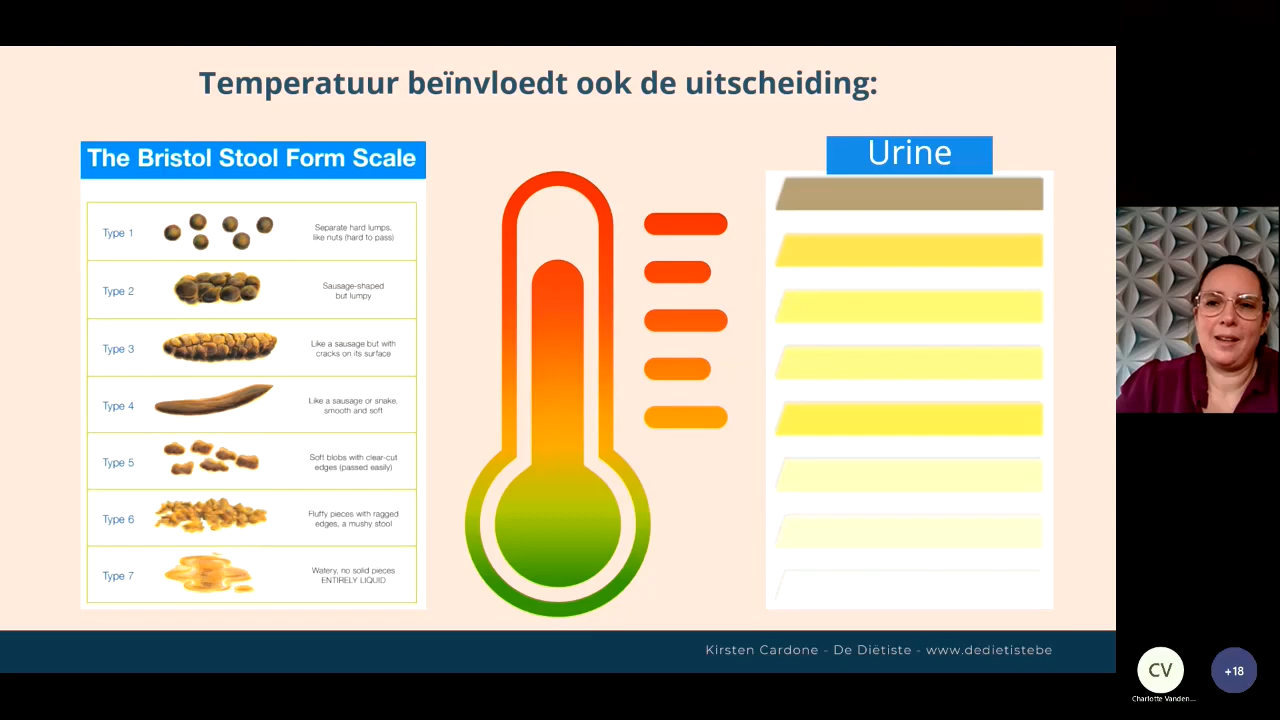 Temperatuur beïnvloedt ook de uitscheiding:
The Bristol Stool Form Scale
Type 1
Separate hard lumps,
like nuts (hard to pass)
Type 2
Sausage-shaped
but lumpy
Type 3
Like a sausage but with
cracks on its surface
Type 4
Like a sausage or snake,
smooth and soft
Type 5
Soft blobs with clear-cut
edges (passed easily)
Type 6
Fluffy pieces with ragged
edges, a mushy stool
Type 7
Watery, no solid pieces
ENTIRELY LIQUID
Urine
Kirsten Cardone - De Diëtiste - www.dedietistebe
CV
Charlotte Vanden...
+18